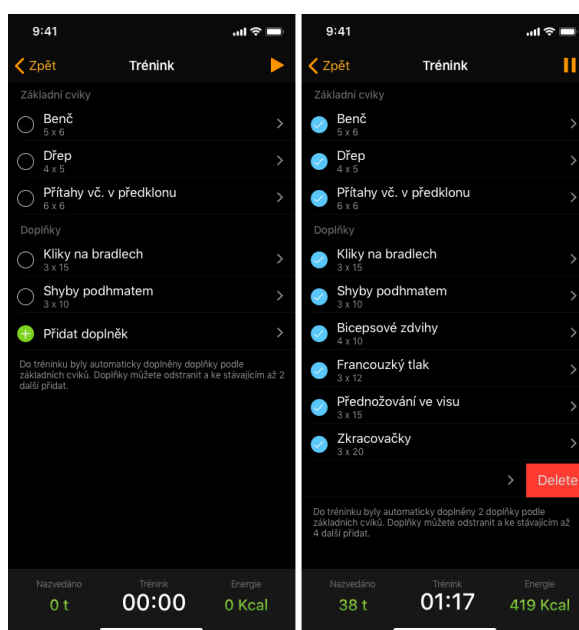 9:41
Zpět
Trénink
Základní cviky
Benč
5 x 6
Dřep
4 x 5
Přítahy vč. v předklonu
6 x 6
Doplňky
Kliky na bradlech
3 x 15
Shyby podhmatem
3 x 10
Přidat doplněk
Do tréninku byly automaticky doplněny doplňky podle
základních cviků. Doplňky můžete odstranit a ke stávajícím až 2
další přidat.
Nazvedáno
Trénink
Energie
0 t
00:00
0 Kcal
9:41
Zpět
Trénink
Základní cviky
Benč
5 x 6
Dřep
4 x 5
Přítahy vč. v předklonu
6 x 6
Doplňky
Kliky na bradlech
3 x 15
Shyby podhmatem
3 x 10
Bicepsové zdvihy
4 x 10
Francouzký tlak
3 x 12
Přednožování ve visu
3 x 15
Zkracovačky
3 x 20
Delete
Do tréninku byly automaticky doplněny 2 doplňky podle
základních cviků. Doplňky můžete odstranit a ke stávajícím až
4 další přidat.
Nazvedáno
Trénink
Energie
38 t
01:17
419 Kcal